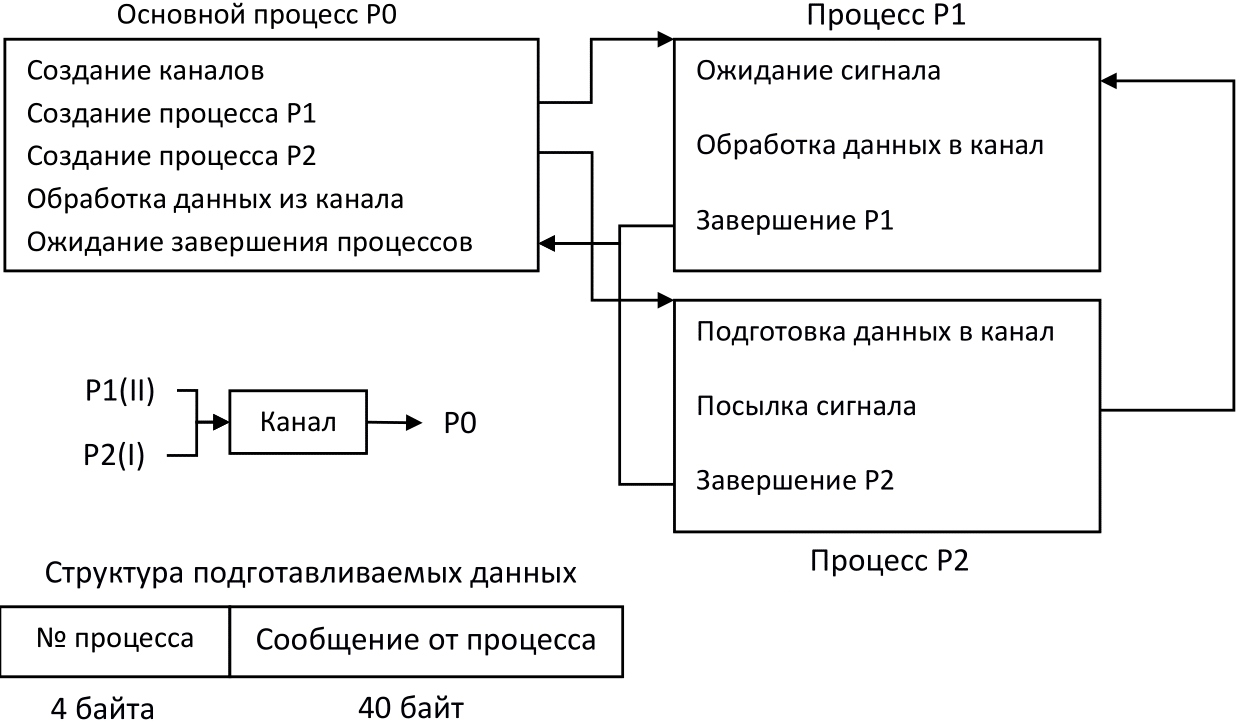 Основной процесс P0
Создание каналов
Создание процесса P1
Создание процесса P2
Обработка данных из канала
Ожидание завершения процессов
Процесс P1
Ожидание сигнала
Обработка данных в канал
Завершение P1
Подготовка данных в канал
Посылка сигнала
Завершение P2
Процесс P2
P1(II)
P2(I)
Канал
P0
Структура подготавливаемых данных
№ процесса
Сообщение от процесса
4 байта
40 байт